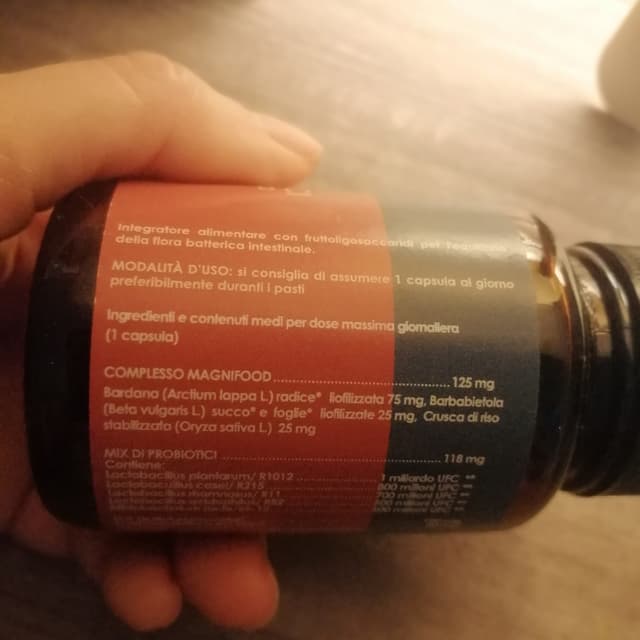 Integratore alimentare con fruttoligosaccaridi per l'equilibrio
della flora batterica intestinale.
MODALITÀ D'USO: si consiglia di assumere 1 capsula al giorno
preferibilmente duranti i pasti
Ingredienti e contenuti medi per dose massima giornaliera
(1 capsula)
COMPLESSO MAGNIFOOD 125 mg
Bardana (Arctium lappa L.) radice* liofilizzata 75 mg, Barbabietola
(Beta vulgaris L.) succo* e foglie* liofilizzate 25 mg, Crusca di riso
stabilizzata (Oryza sativa L.) 25 mg
MIX DI PROBIOTICI 118 mg
Contiene:
Lactobacillus plantarum/ R1012 1 miliardo UFC
Lactobacillus casei/ R215 800 milioni UFC
Lactobacillus rhamnosus/ R11 700 milioni UFC